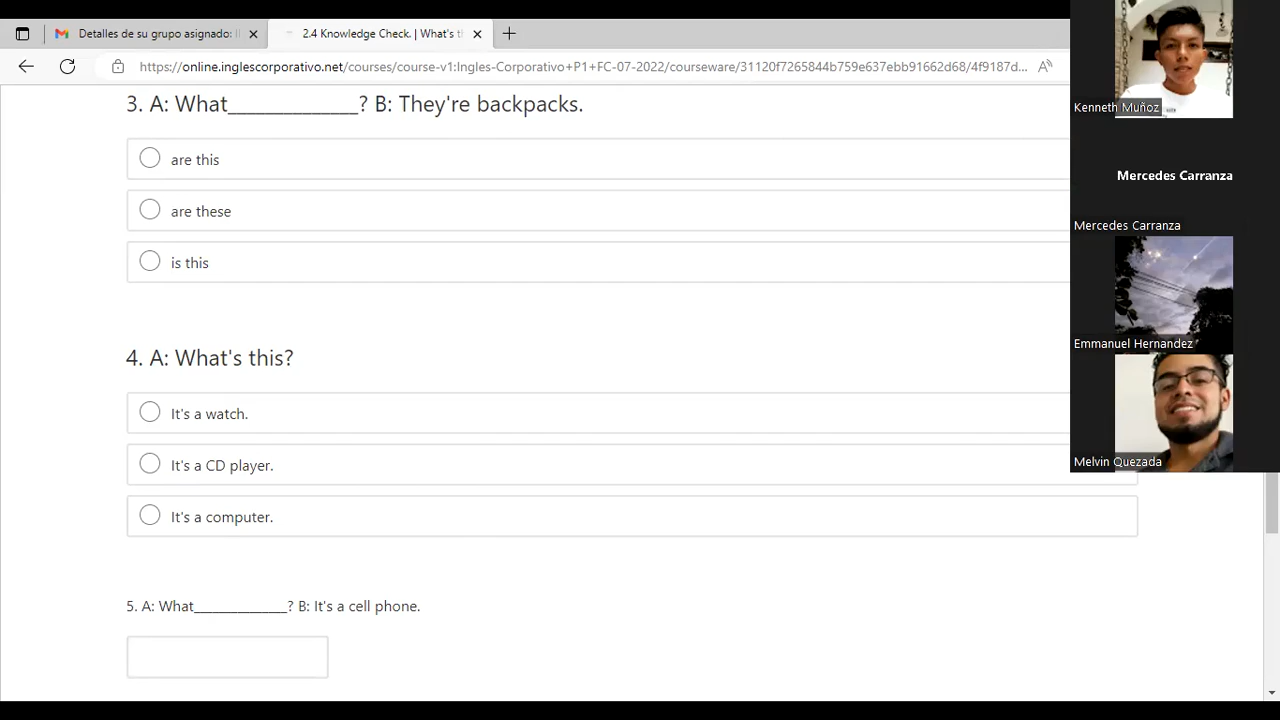 Detalles de su grupo asignado: I
2.4 Knowledge Check. | What's t
https://online.inglescorporativo.net/courses/course-v1:Ingles-Corporativo+P1+FC-07-2022/courseware/31120f7265844b759e637ebb91662d68/4f9187d...
3. A: What______________? B: They're backpacks.
are this
are these
is this
4. A: What's this?
It's a watch.
It's a CD player.
It's a computer.
5. A: What______________? B: It's a cell phone.
Kenneth Muñoz
Mercedes Carranza
Mercedes Carranza
Emmanuel Hernandez
Melvin Quezada